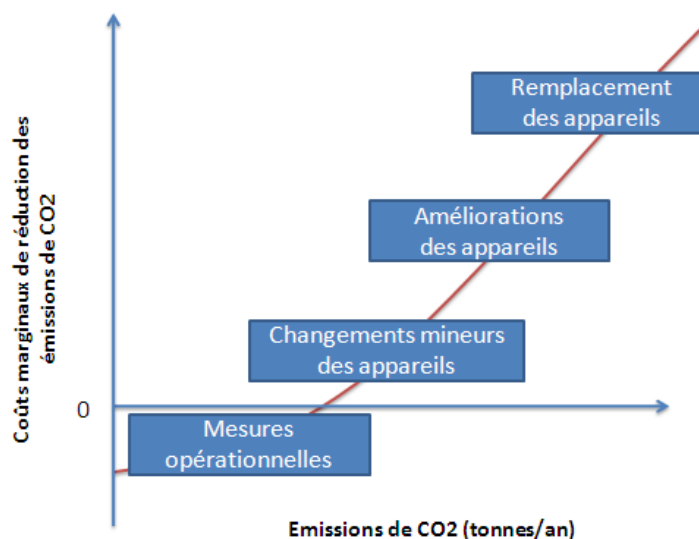 Coûts marginaux de réduction des
émissions de CO2
Remplacement
des appareils
Améliorations
des appareils
Changements mineurs
des appareils
0
Mesures
opérationnelles
Emissions de CO2 (tonnes/an)